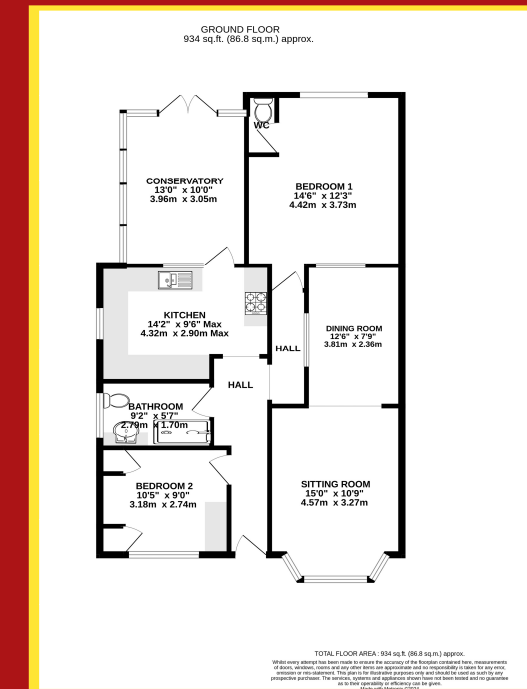 GROUND FLOOR
934 sq.ft. (86.8 sq.m.) approx.
WC
CONSERVATORY
13'0" x 10'0"
3.96m x 3.05m
BEDROOM 1
14'6" x 12'3"
4.42m x 3.73m
KITCHEN
14'2" x 9'6" Max
4.32m x 2.90m Max
DINING ROOM
12'6" x 7'9"
3.81m x 2.36m
HALL
HALL
BATHROOM
9'2" x 5'7"
2.79m x 1.70m
BEDROOM 2
10'5" x 9'0"
3.18m x 2.74m
SITTING ROOM
15'0" x 10'9"
4.57m x 3.27m
TOTAL FLOOR AREA : 934 sq.ft. (86.8 sq.m.) approx.
Whilst every attempt has been made to ensure the accuracy of the floorplan contained here, measurements
of doors, windows, rooms and any other items are approximate and no responsibility is taken for any error,
omission or mis-statement. This plan is for illustrative purposes only and should be used as such by any
prospective purchaser. The services, systems and appliances shown have not been tested and no guarantee
as to their operability or efficiency can be given.
Made with Metropix ©2024